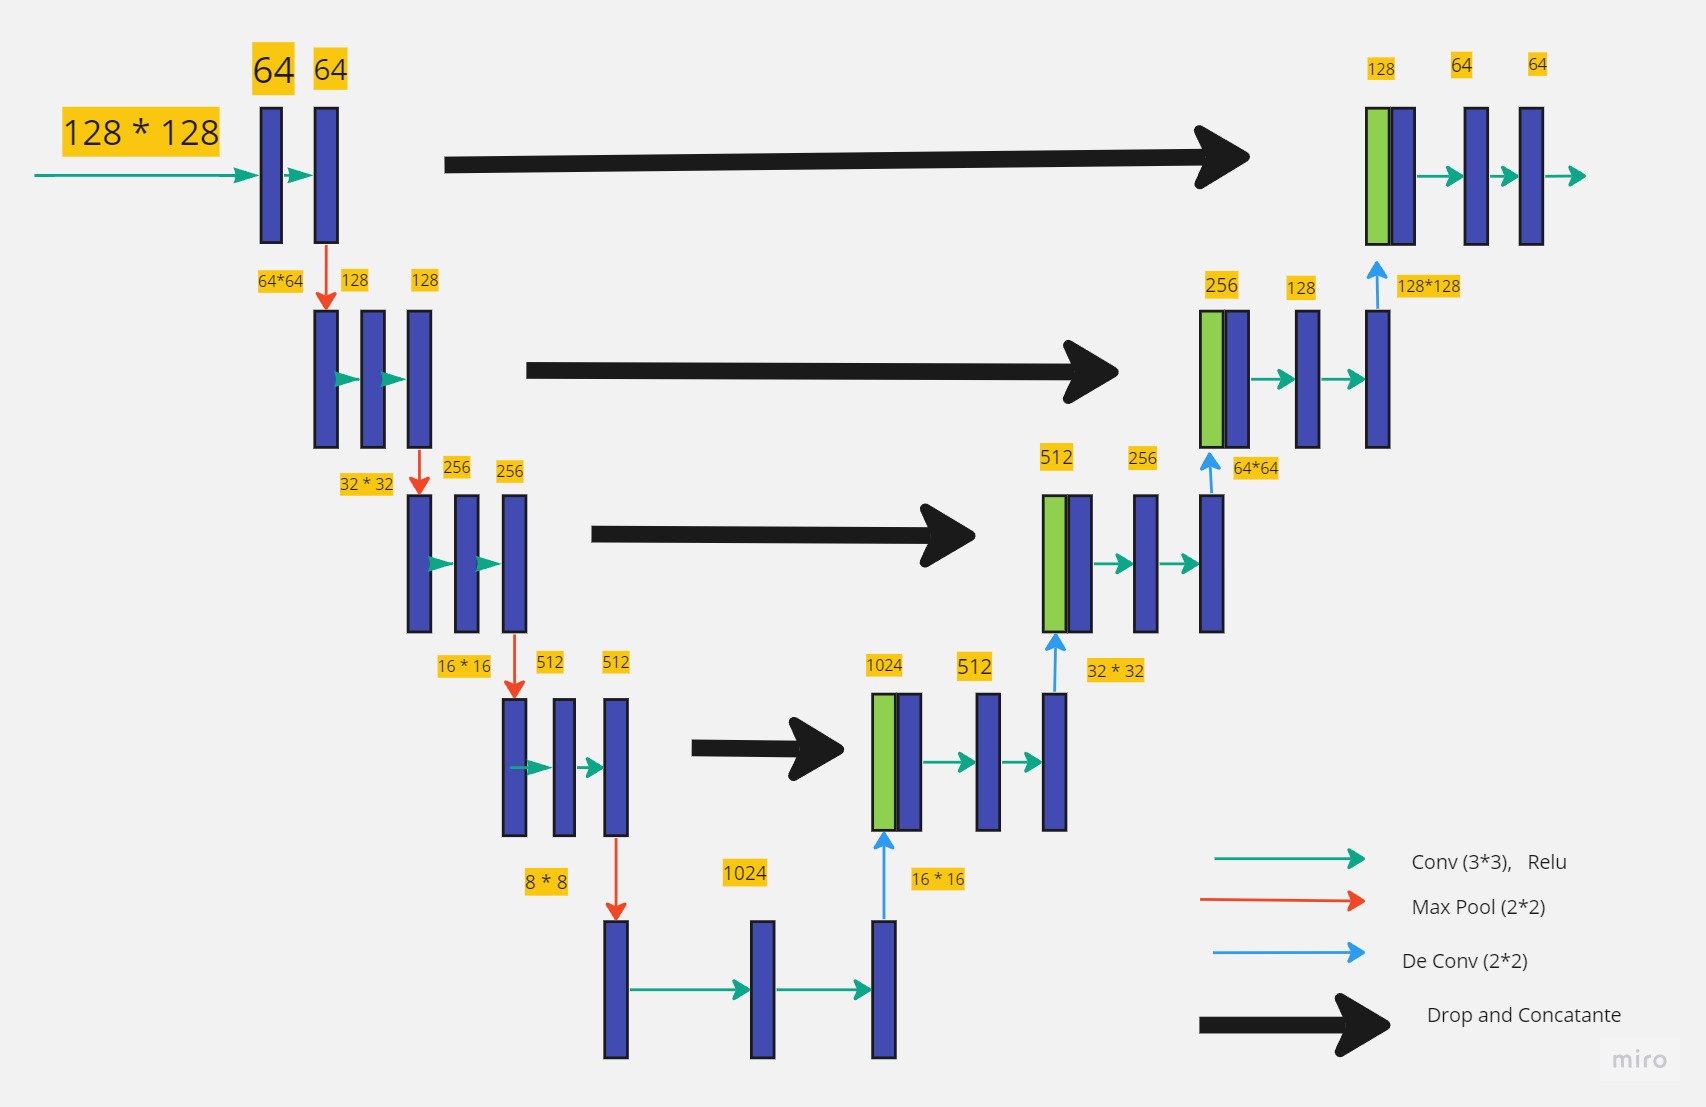 64
64
128
64
64
128 * 128
64*64
128
128
256
128
128*128
32 * 32
256
256
512
256
64*64
16 * 16
512
512
1024
512
32 * 32
8 * 8
1024
16 * 16
Conv (3*3), Relu
Max Pool (2*2)
De Conv (2*2)
Drop and Concatante
miro